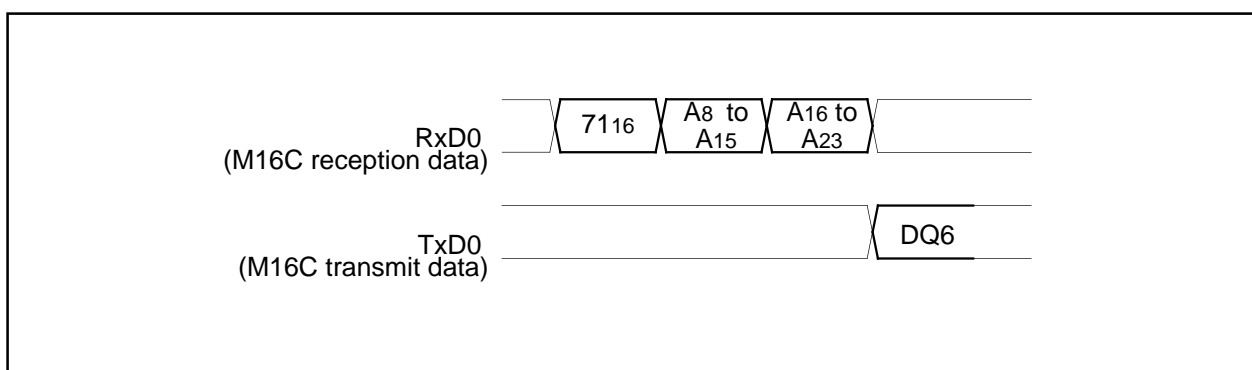 RxD0
(M16C reception data)
7116
A8 to
A15
A16 to
A23
TxD0
(M16C transmit data)
DQ6